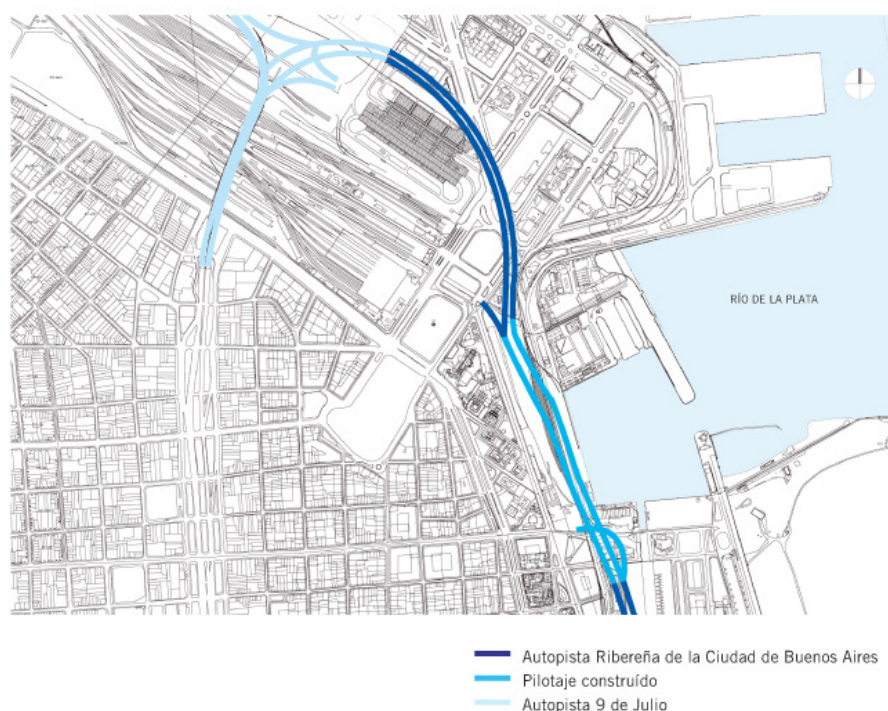 RÍO DE LA PLATA
Autopista Ribereña de la Ciudad de Buenos Aires
Pilotaje construído
Autopista 9 de Julio